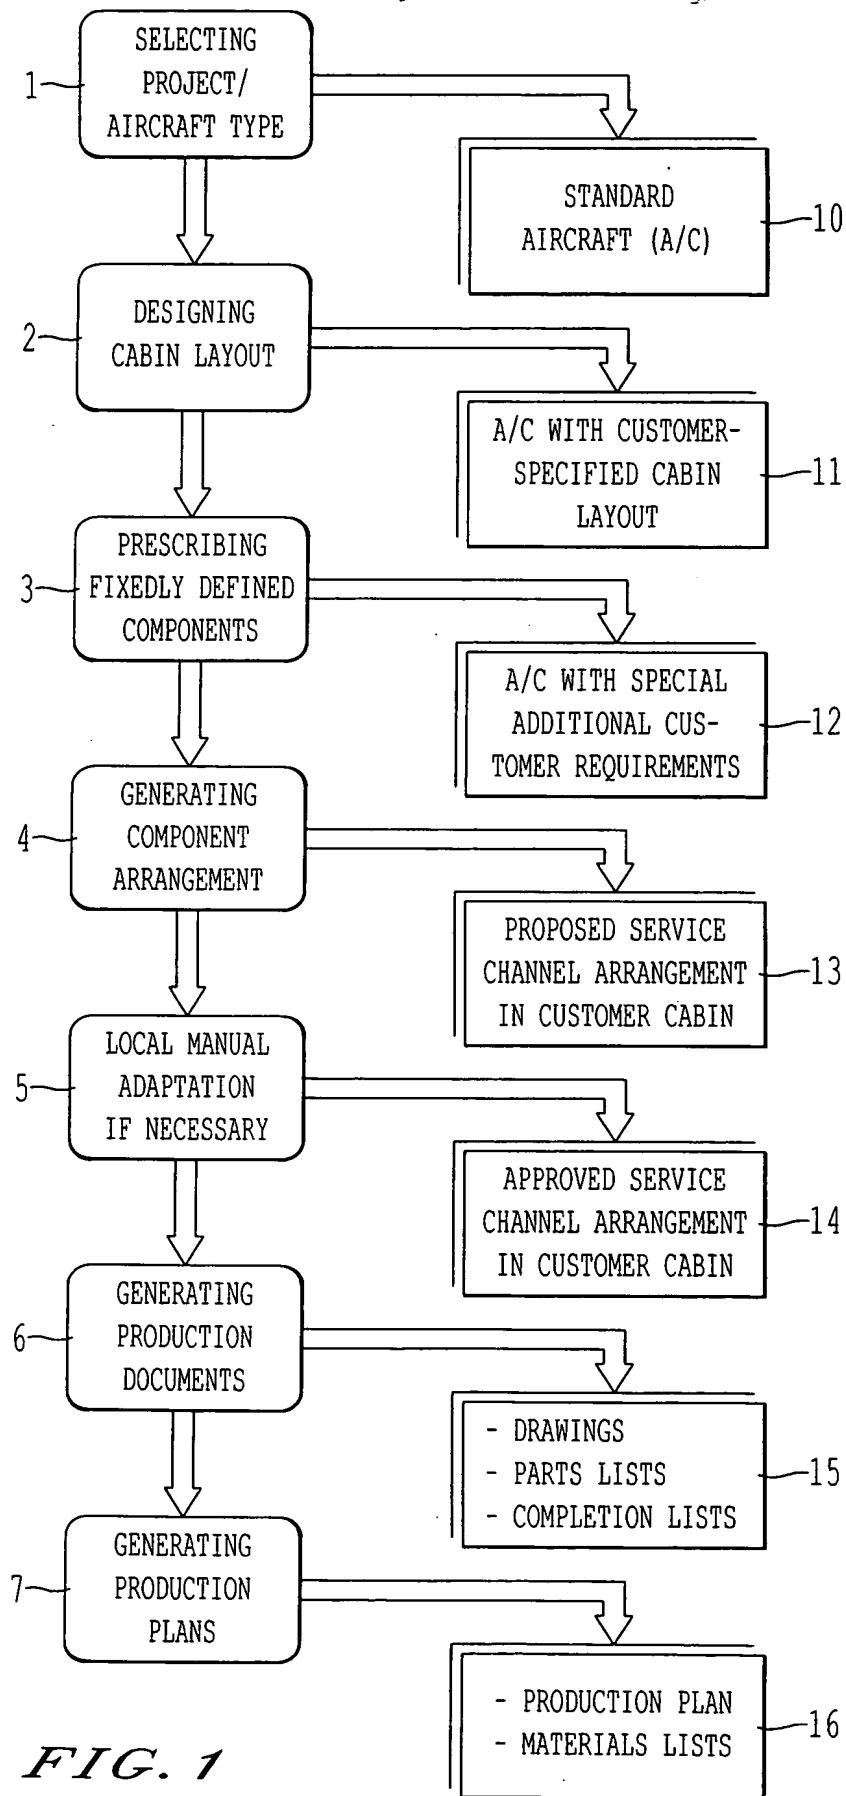 SELECTING
PROJECT/
AIRCRAFT TYPE
1
STANDARD
AIRCRAFT (A/C)
10
DESIGNING
CABIN LAYOUT
2
A/C WITH CUSTOMER-
SPECIFIED CABIN
LAYOUT
11
PRESCRIBING
FIXEDLY DEFINED
COMPONENTS
3
A/C WITH SPECIAL
ADDITIONAL CUS-
TOMER REQUIREMENTS
12
GENERATING
COMPONENT
ARRANGEMENT
4
PROPOSED SERVICE
CHANNEL ARRANGEMENT
IN CUSTOMER CABIN
13
LOCAL MANUAL
ADAPTATION
IF NECESSARY
5
APPROVED SERVICE
CHANNEL ARRANGEMENT
IN CUSTOMER CABIN
14
GENERATING
PRODUCTION
DOCUMENTS
6
- DRAWINGS
- PARTS LISTS
- COMPLETION LISTS
15
GENERATING
PRODUCTION
PLANS
7
- PRODUCTION PLAN
- MATERIALS LISTS
16
FIG. 1